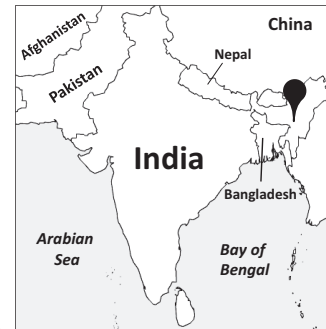 China
Afghanistan
Nepal
Pakistan
India
Bangladesh
Arabian
Sea
Bay of
Bengal